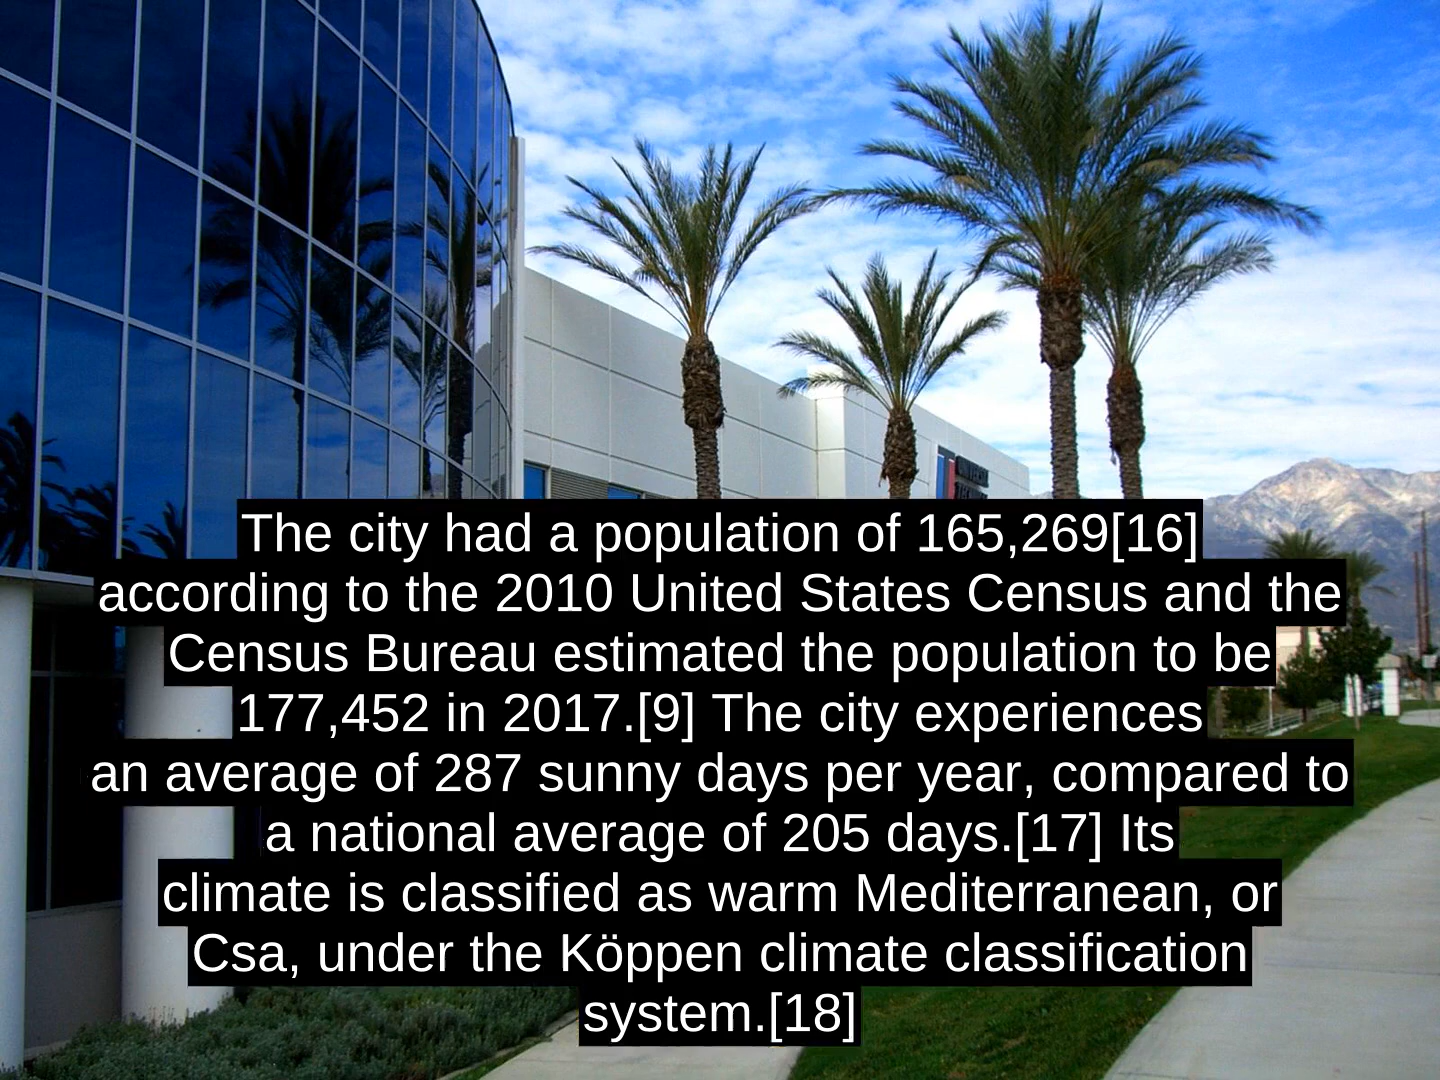 The city had a population of 165,269[16]
according to the 2010 United States Census and the
Census Bureau estimated the population to be
177,452 in 2017.[9] The city experiences
an average of 287 sunny days per year, compared to
a national average of 205 days.[17] Its
climate is classified as warm Mediterranean, or
Csa, under the Köppen climate classification
system.[18]